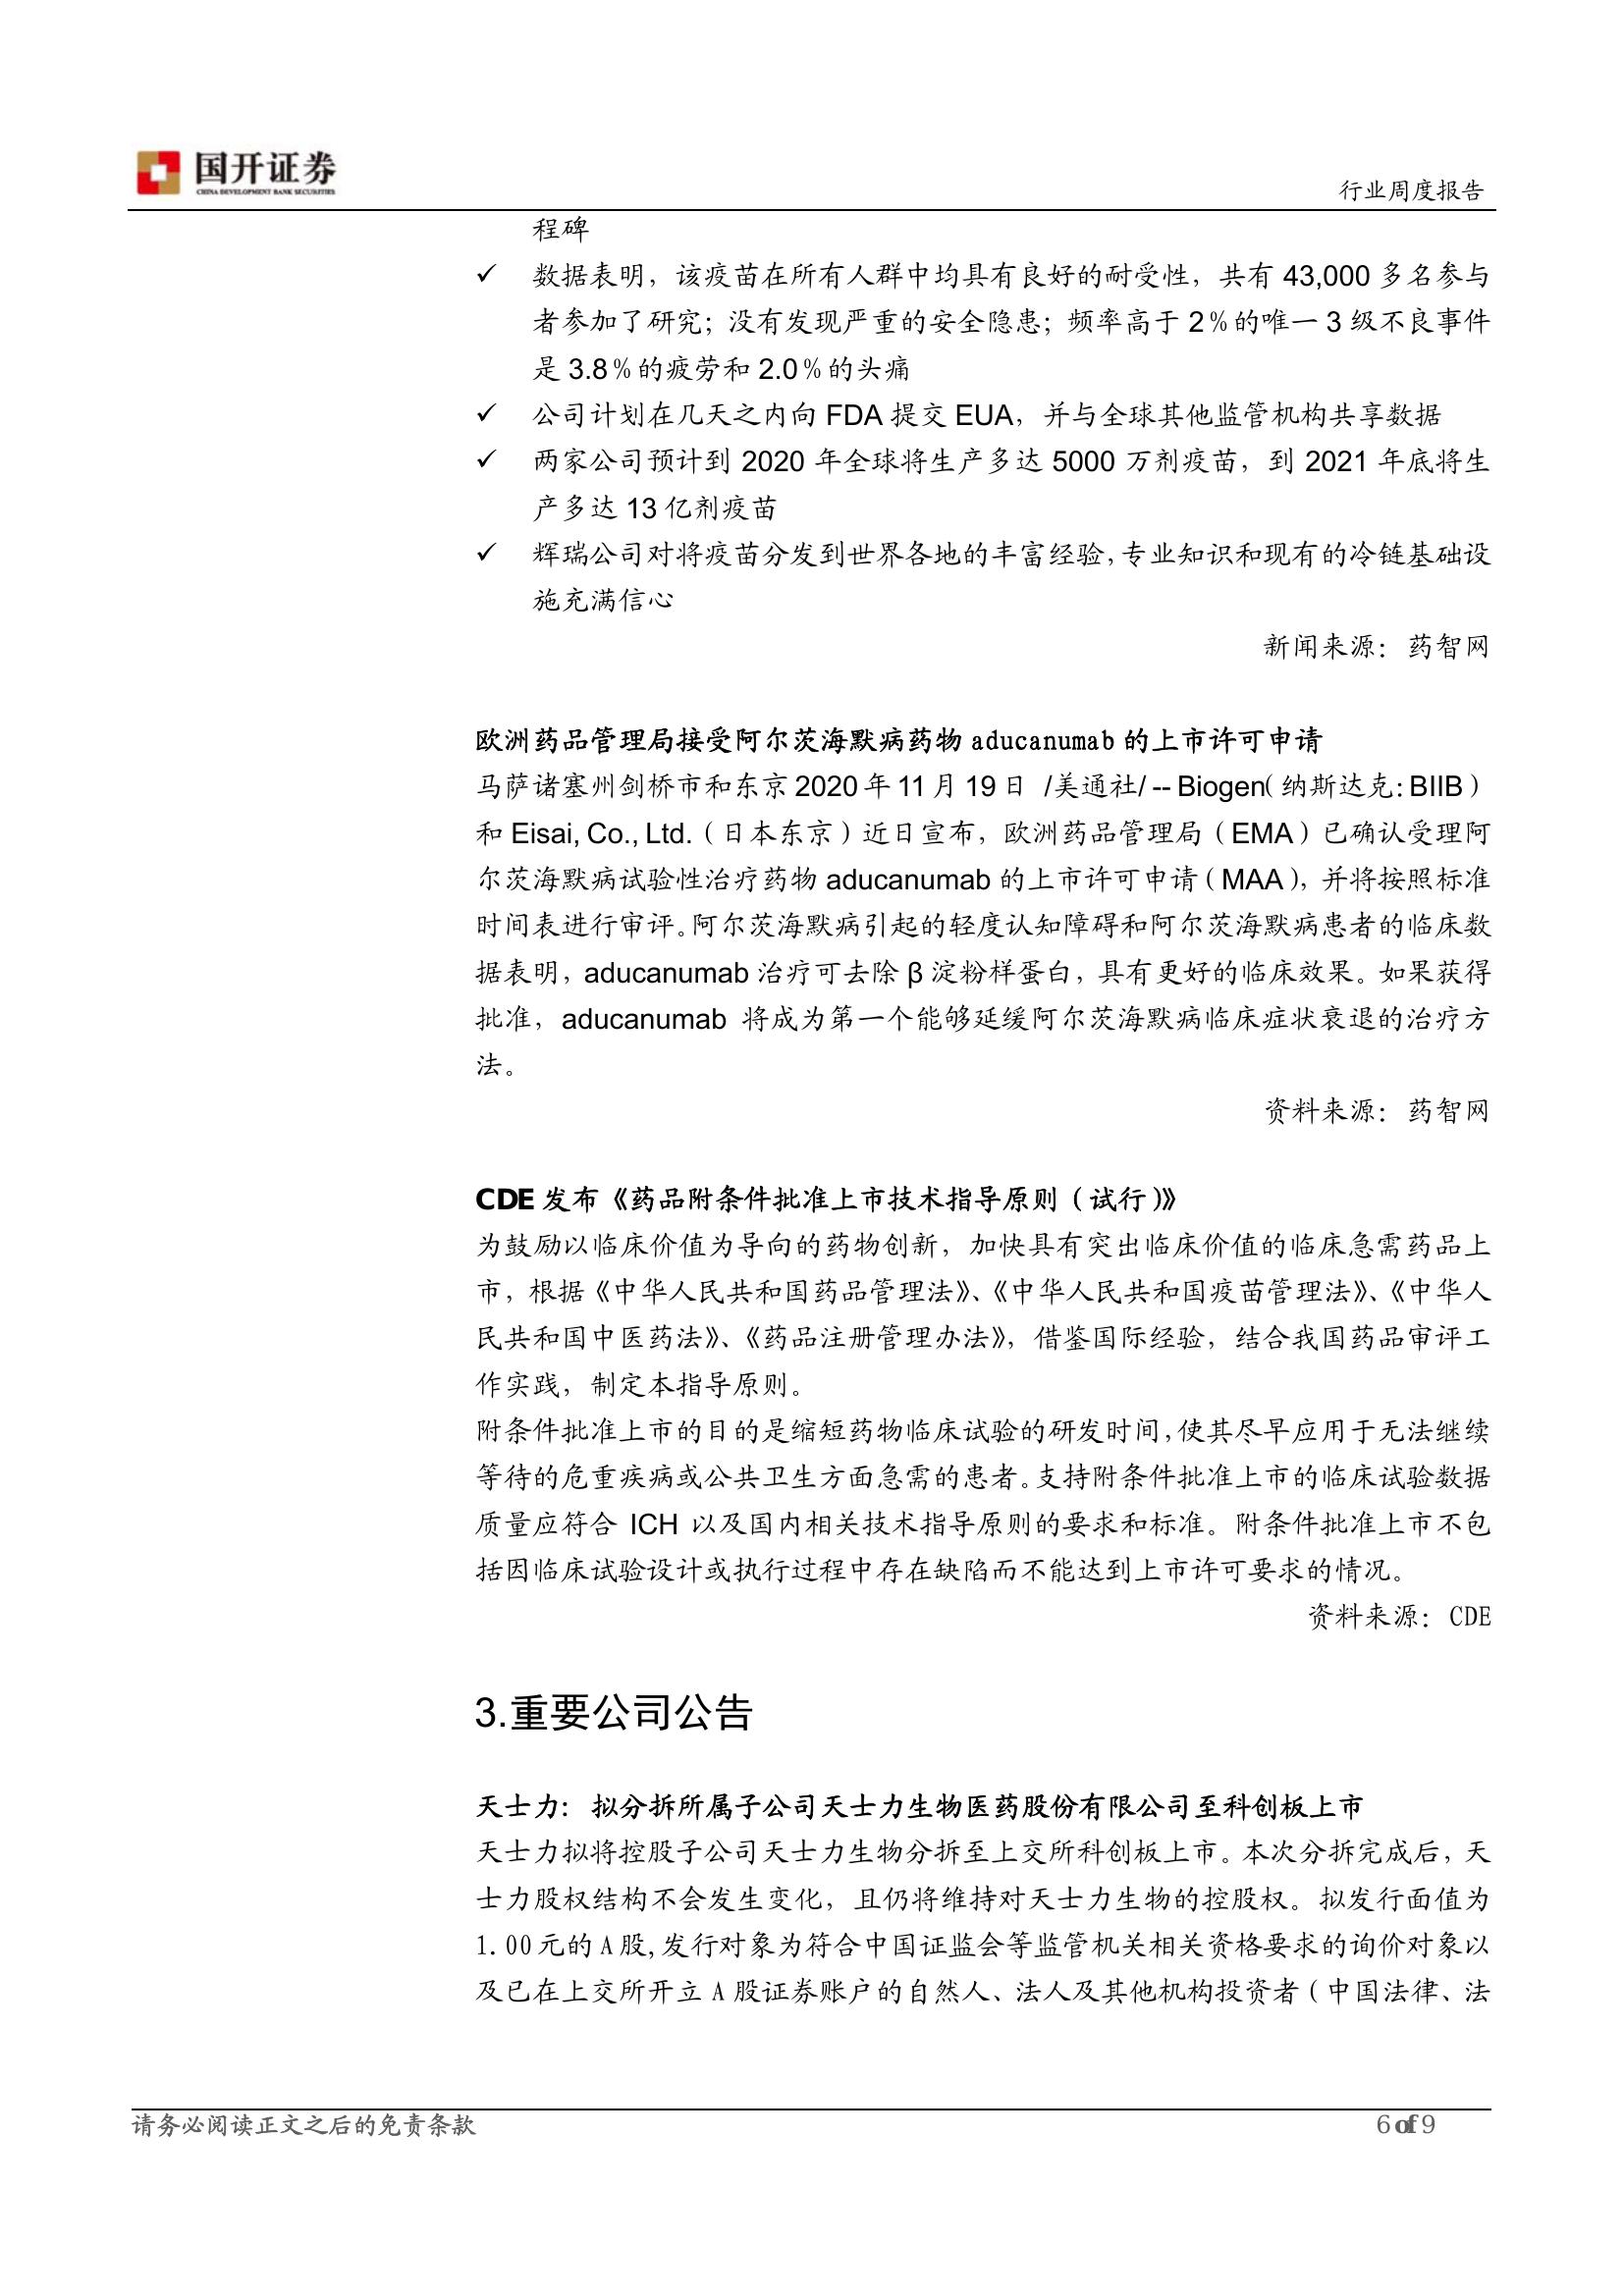 国开证券
CHINA DEVELOPMENT BANK SECURITIES
行业周度报告
程碑
✓ 数据表明，该疫苗在所有人群中均具有良好的耐受性，共有 43,000 多名参与
者参加了研究；没有发现严重的安全隐患；频率高于 2％的唯一 3 级不良事件
是 3.8％的疲劳和 2.0％的头痛
✓ 公司计划在几天之内向 FDA 提交 EUA，并与全球其他监管机构共享数据
✓ 两家公司预计到 2020 年全球将生产多达 5000 万剂疫苗，到 2021 年底将生
产多达 13 亿剂疫苗
✓ 辉瑞公司对将疫苗分发到世界各地的丰富经验，专业知识和现有的冷链基础设
施充满信心
新闻来源：药智网
欧洲药品管理局接受阿尔茨海默病药物 aducanumab 的上市许可申请
马萨诸塞州剑桥市和东京 2020 年 11 月 19 日 /美通社/ -- Biogen（纳斯达克：BIIB）
和 Eisai, Co., Ltd.（日本东京）近日宣布，欧洲药品管理局（EMA）已确认受理阿
尔茨海默病试验性治疗药物 aducanumab 的上市许可申请（MAA），并将按照标准
时间表进行审评。阿尔茨海默病引起的轻度认知障碍和阿尔茨海默病患者的临床数
据表明，aducanumab 治疗可去除 β 淀粉样蛋白，具有更好的临床效果。如果获得
批准，aducanumab 将成为第一个能够延缓阿尔茨海默病临床症状衰退的治疗方
法。
资料来源：药智网
CDE 发布《药品附条件批准上市技术指导原则（试行）》
为鼓励以临床价值为导向的药物创新，加快具有突出临床价值的临床急需药品上
市，根据《中华人民共和国药品管理法》、《中华人民共和国疫苗管理法》、《中华人
民共和国中医药法》、《药品注册管理办法》，借鉴国际经验，结合我国药品审评工
作实践，制定本指导原则。
附条件批准上市的目的是缩短药物临床试验的研发时间，使其尽早应用于无法继续
等待的危重疾病或公共卫生方面急需的患者。支持附条件批准上市的临床试验数据
质量应符合 ICH 以及国内相关技术指导原则的要求和标准。附条件批准上市不包
括因临床试验设计或执行过程中存在缺陷而不能达到上市许可要求的情况。
资料来源：CDE
3.重要公司公告
天士力：拟分拆所属子公司天士力生物医药股份有限公司至科创板上市
天士力拟将控股子公司天士力生物分拆至上交所科创板上市。本次分拆完成后，天
士力股权结构不会发生变化，且仍将维持对天士力生物的控股权。拟发行面值为
1.00 元的 A 股，发行对象为符合中国证监会等监管机关相关资格要求的询价对象以
及已在上交所开立 A 股证券账户的自然人、法人及其他机构投资者（中国法律、法
请务必阅读正文之后的免责条款
6 of 9